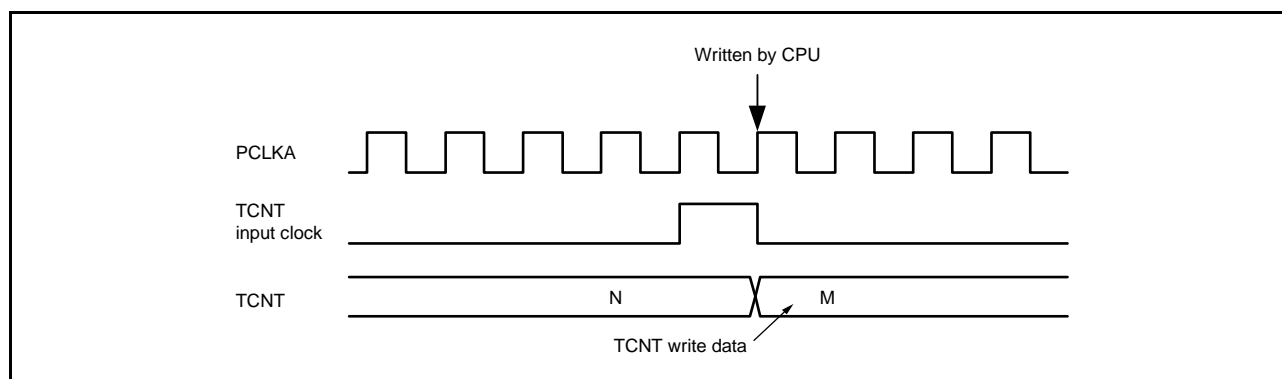 Written by CPU
PCLKA
TCNT
input clock
TCNT
N
M
TCNT write data